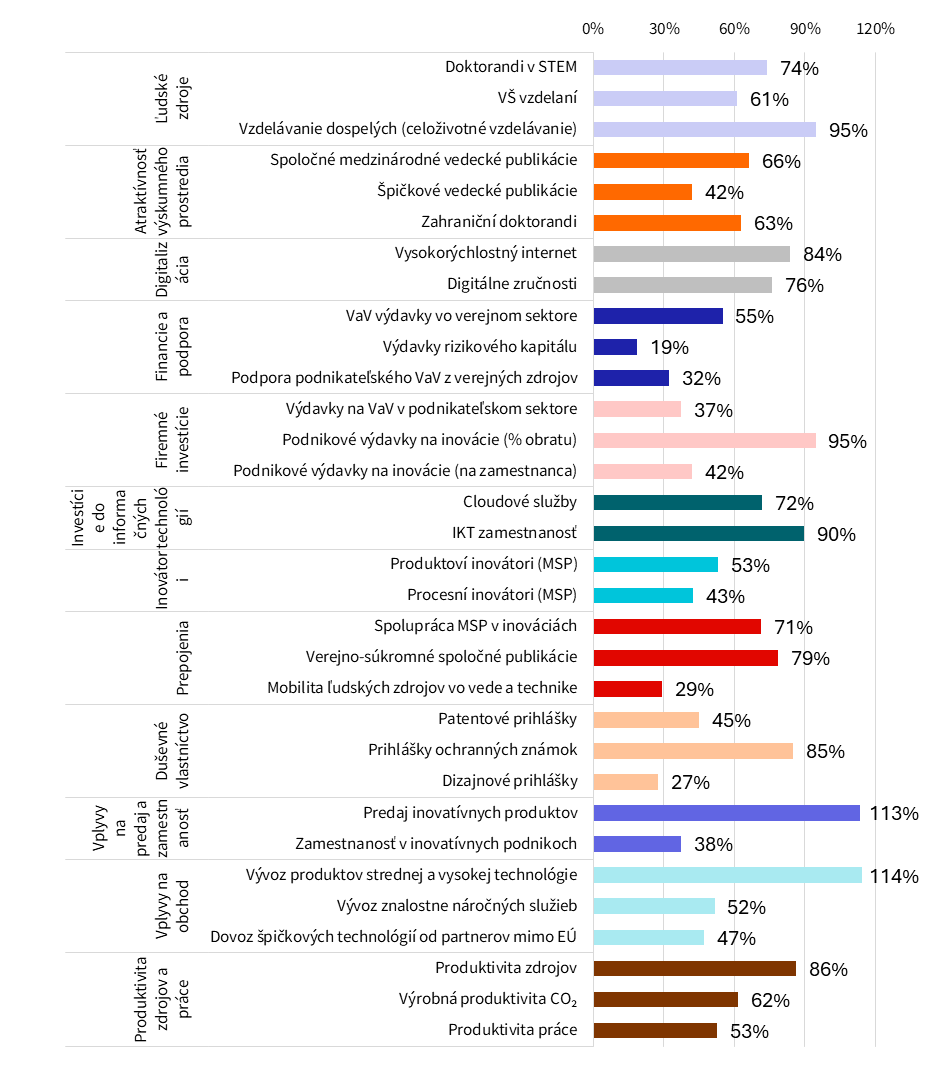 0%
30%
60%
90%
120%
Ľudské
zdroje
Doktorandi v STEM
74%
VŠ vzdelaní
61%
Vzdelávanie dospelých (celoživotné vzdelávanie)
95%
Atraktívnosť
výskumného
prostredia
Spoločné medzinárodné vedecké publikácie
66%
Špičkové vedecké publikácie
42%
Zahraniční doktorandi
63%
Digitaliz
ácia
Vysokorýchlostný internet
84%
Digitálne zručnosti
76%
Financie a
podpora
VaV výdavky vo verejnom sektore
55%
Výdavky rizikového kapitálu
19%
Podpora podnikateľského VaV z verejných zdrojov
32%
Firemné
investície
Výdavky na VaV v podnikateľskom sektore
37%
Podnikové výdavky na inovácie (% obratu)
95%
Podnikové výdavky na inovácie (na zamestnanca)
42%
Investíci
e do
informa
čných
technoló
gií
Cloudové služby
72%
IKT zamestnanosť
90%
Inovátor
i
Produktoví inovátori (MSP)
53%
Procesní inovátori (MSP)
43%
Prepojenia
Spolupráca MSP v inováciách
71%
Verejno-súkromné spoločné publikácie
79%
Mobilita ľudských zdrojov vo vede a technike
29%
Duševné
vlastníctvo
Patentové prihlášky
45%
Prihlášky ochranných známok
85%
Dizajnové prihlášky
27%
Vplyvy
na
predaj a
zamestn
anosť
Predaj inovatívnych produktov
113%
Zamestnanosť v inovatívnych podnikoch
38%
Vplyvy na
obchod
Vývoz produktov strednej a vysokej technológie
114%
Vývoz znalostne náročných služieb
52%
Dovoz špičkových technológií od partnerov mimo EÚ
47%
Produktivita
zdrojov a
práce
Produktivita zdrojov
86%
Výrobná produktivita CO₂
62%
Produktivita práce
53%